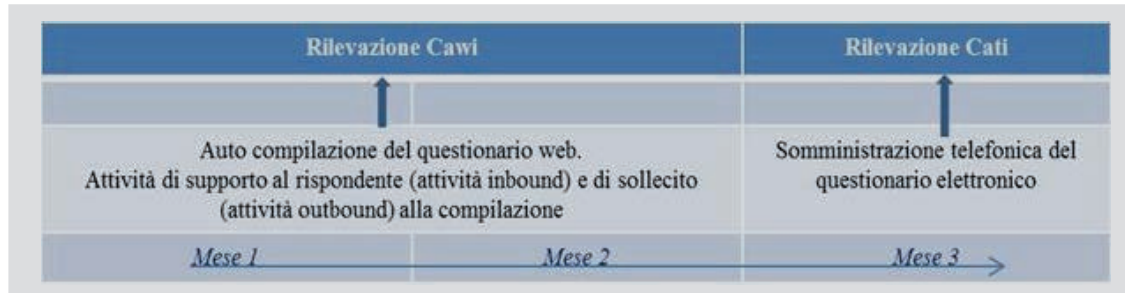 Rilevazione Cawi
Rilevazione Cati
Auto compilazione del questionario web.
Attività di supporto al rispondente (attività inbound) e di sollecito
(attività outbound) alla compilazione
Somministrazione telefonica del
questionario elettronico
Mese 1
Mese 2
Mese 3